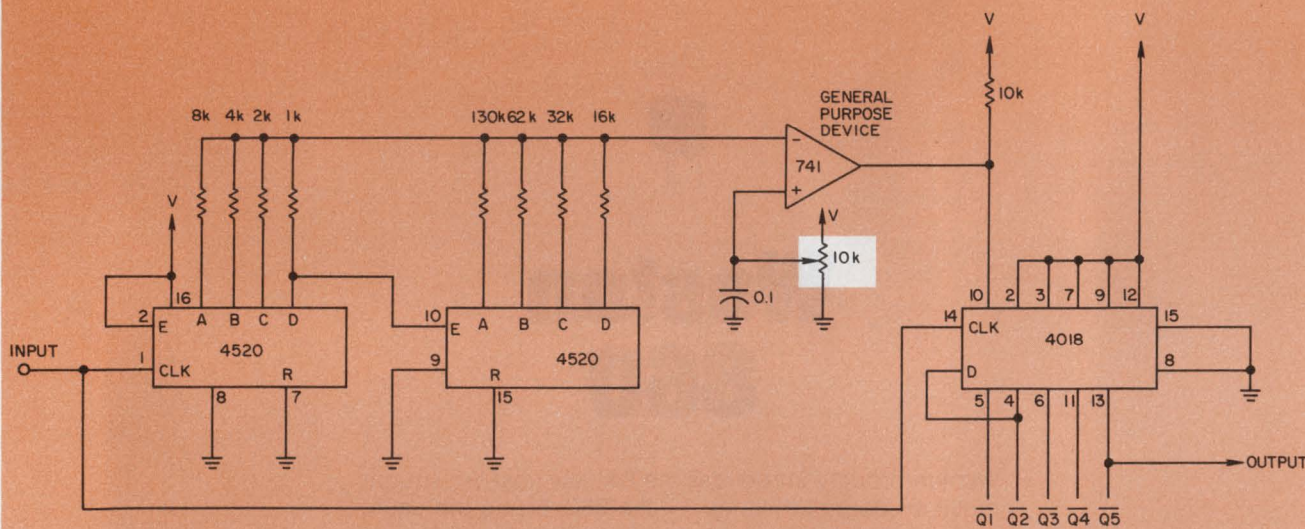 V
V
8k 4k 2k 1k
130k 62k 32k 16k
GENERAL
PURPOSE
DEVICE
10k
−
741
+
V
V
10k
0.1
16
2 E A B C D
4520
INPUT
1 CLK R
8 7
10 E A B C D
4520
9
R
15
10 2 3 7 9 12
14 CLK 15
4018
D 8
5 4 6 11 13
OUTPUT
Q1 Q2 Q3 Q4 Q5